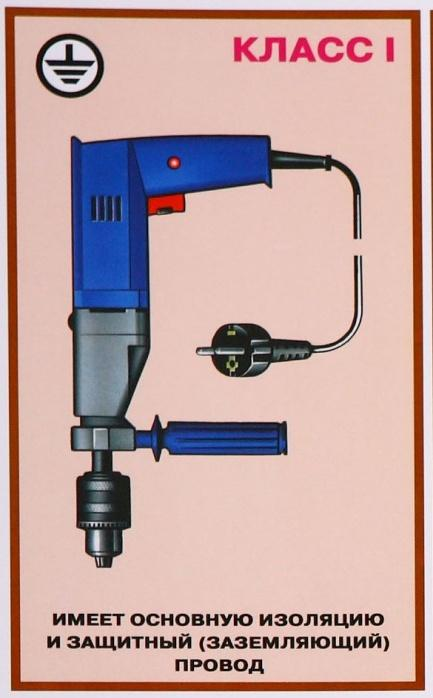 КЛАСС I
ИМЕЕТ ОСНОВНУЮ ИЗОЛЯЦИЮ
И ЗАЩИТНЫЙ (ЗАЗЕМЛЯЮЩИЙ)
ПРОВОД